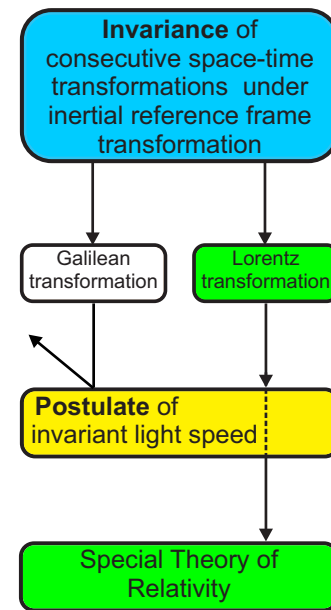 Invariance of
consecutive space-time
transformations under
inertial reference frame
transformation
Galilean
transformation
Lorentz
transformation
Postulate of
invariant light speed
Special Theory of
Relativity